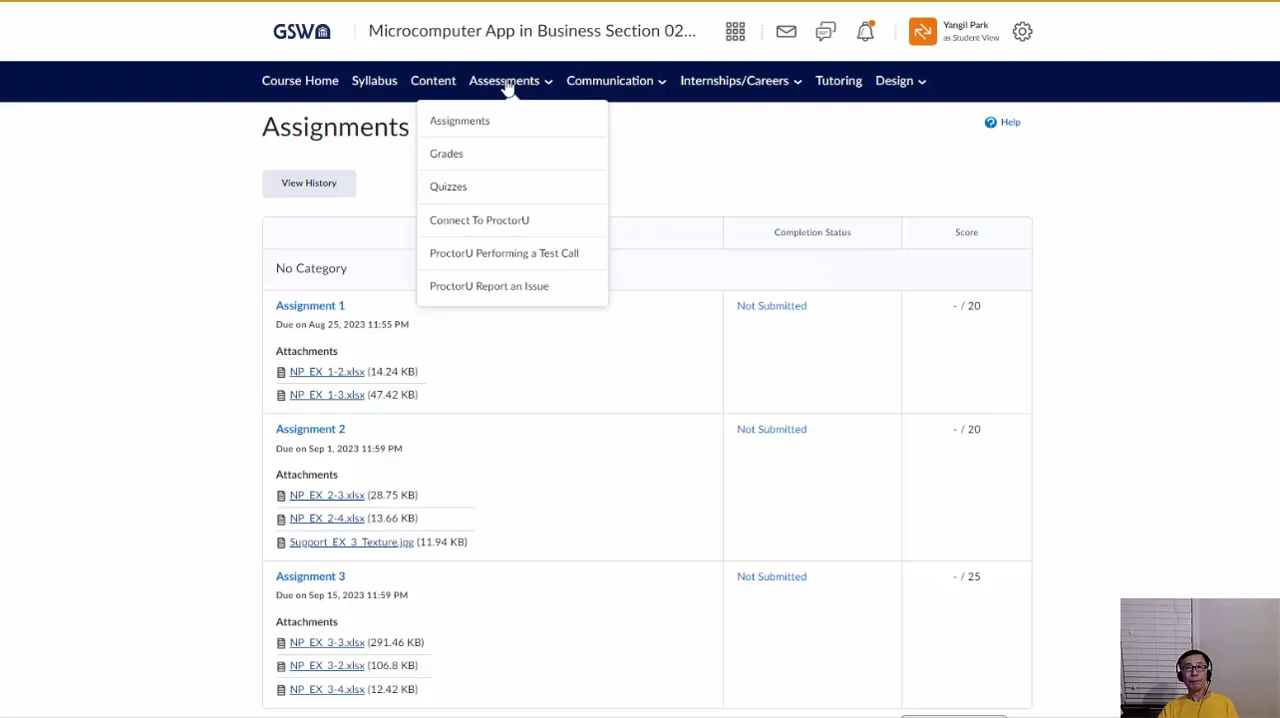 GSW
Microcomputer App in Business Section 02...
Yangil Park
as Student View
Course Home
Syllabus
Content
Assessments
Communication
Internships/Careers
Tutoring
Design
Assignments
Help
Assignments
Grades
Quizzes
Connect To ProctorU
ProctorU Performing a Test Call
ProctorU Report an Issue
View History
Completion Status
Score
No Category
Assignment 1
Not Submitted
- / 20
Due on Aug 25, 2023 11:55 PM
Attachments
NP_EX_1-2.xlsx (14.24 KB)
NP_EX_1-3.xlsx (47.42 KB)
Assignment 2
Not Submitted
- / 20
Due on Sep 1, 2023 11:59 PM
Attachments
NP_EX_2-3.xlsx (28.75 KB)
NP_EX_2-4.xlsx (13.66 KB)
Support_EX_3_Texture.jpg (11.94 KB)
Assignment 3
Not Submitted
- / 25
Due on Sep 15, 2023 11:59 PM
Attachments
NP_EX_3-3.xlsx (291.46 KB)
NP_EX_3-2.xlsx (106.8 KB)
NP_EX_3-4.xlsx (12.42 KB)